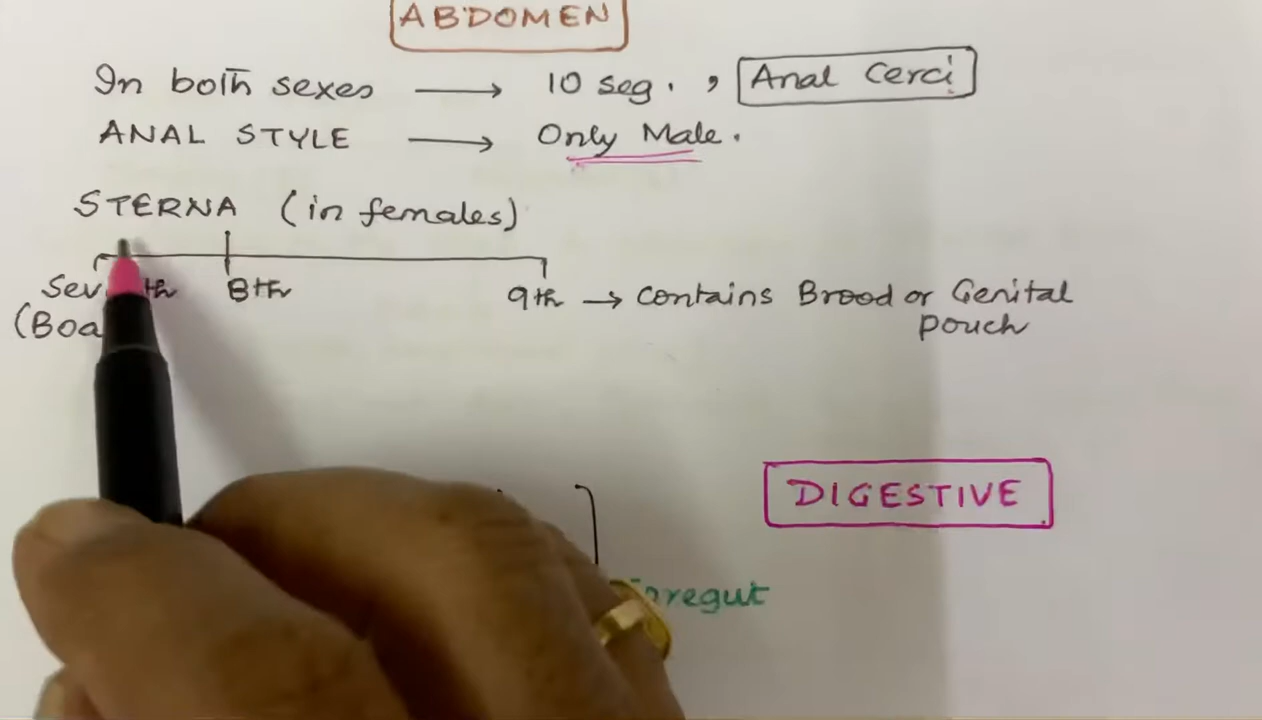 ABDOMEN
In both sexes → 10 seg. , Anal Cerci
ANAL STYLE → Only Male.
STERNA (in females)
8th 9th → contains Brood or Genital
pouch
DIGESTIVE